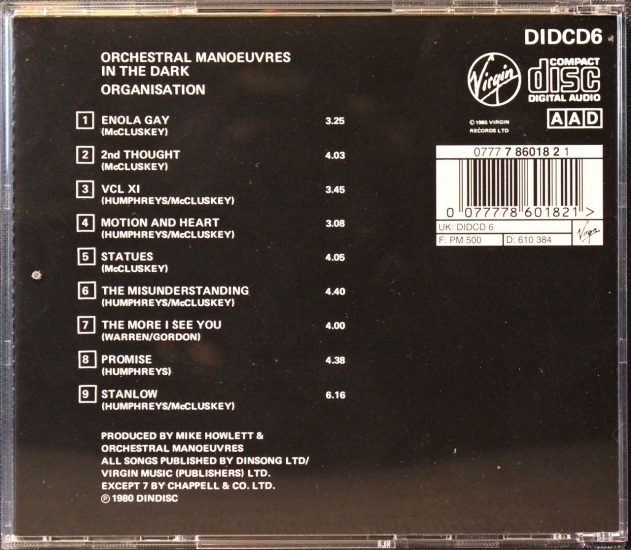 DIDCD6
ORCHESTRAL MANOEUVRES
IN THE DARK
ORGANISATION
Virgin
COMPACT
disc
DIGITAL AUDIO
© 1985 VIRGIN
RECORDS LTD
AAD
1 ENOLA GAY 3.25
(McCLUSKEY)
2 2nd THOUGHT 4.03
(McCLUSKEY)
3 VCL XI 3.45
(HUMPHREYS/McCLUSKEY)
4 MOTION AND HEART 3.08
(HUMPHREYS/McCLUSKEY)
5 STATUES 4.05
(McCLUSKEY)
6 THE MISUNDERSTANDING 4.40
(HUMPHREYS/McCLUSKEY)
7 THE MORE I SEE YOU 4.00
(WARREN/GORDON)
8 PROMISE 4.38
(HUMPHREYS)
9 STANLOW 6.16
(HUMPHREYS/McCLUSKEY)
0777 7 86018 2 1
0 077778 601821 >
UK: DIDCD 6
F: PM 500 D: 610 384
Virgin
PRODUCED BY MIKE HOWLETT &
ORCHESTRAL MANOEUVRES
ALL SONGS PUBLISHED BY DINSONG LTD/
VIRGIN MUSIC (PUBLISHERS) LTD.
EXCEPT 7 BY CHAPPELL & CO. LTD.
℗ 1980 DINDISC